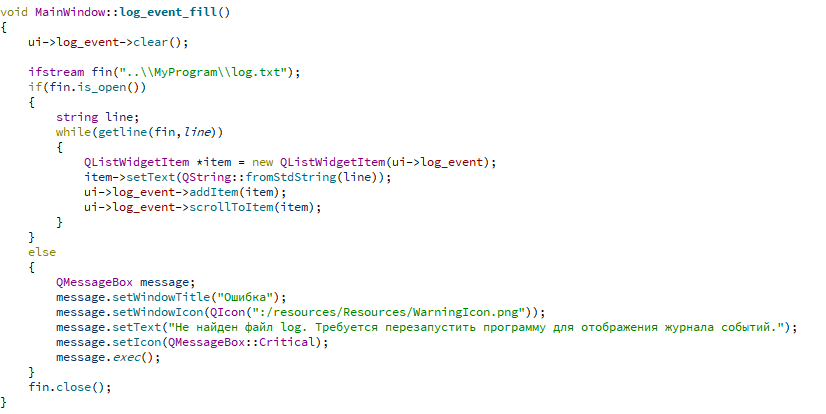 void MainWindow::log_event_fill()
{
    ui->log_event->clear();

    ifstream fin("..\\MyProgram\\log.txt");
    if(fin.is_open())
    {
        string line;
        while(getline(fin,line))
        {
            QListWidgetItem *item = new QListWidgetItem(ui->log_event);
            item->setText(QString::fromStdString(line));
            ui->log_event->addItem(item);
            ui->log_event->scrollToItem(item);
        }
    }
    else
    {
        QMessageBox message;
        message.setWindowTitle("Ошибка");
        message.setWindowIcon(QIcon(":/resources/Resources/WarningIcon.png"));
        message.setText("Не найден файл log. Требуется перезапустить программу для отображения журнала событий.");
        message.setIcon(QMessageBox::Critical);
        message.exec();
    }
    fin.close();
}